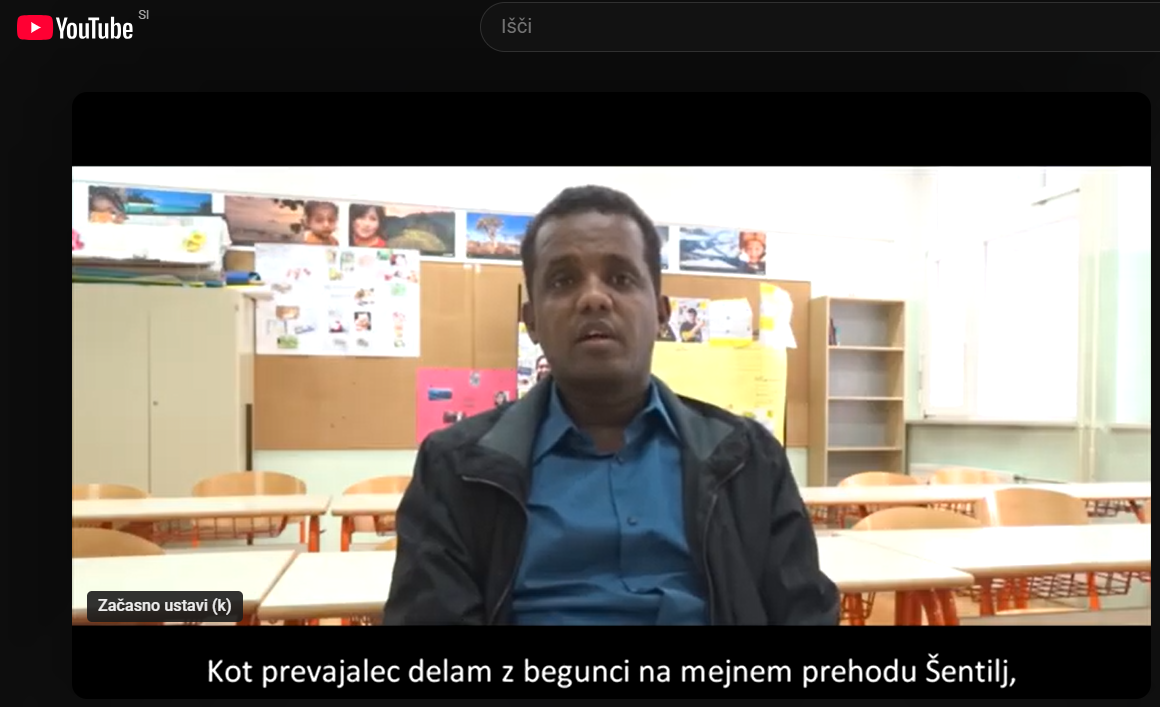 YouTube SI
Išči
Začasno ustavi (k)
Kot prevajalec delam z begunci na mejnem prehodu Šentilj,